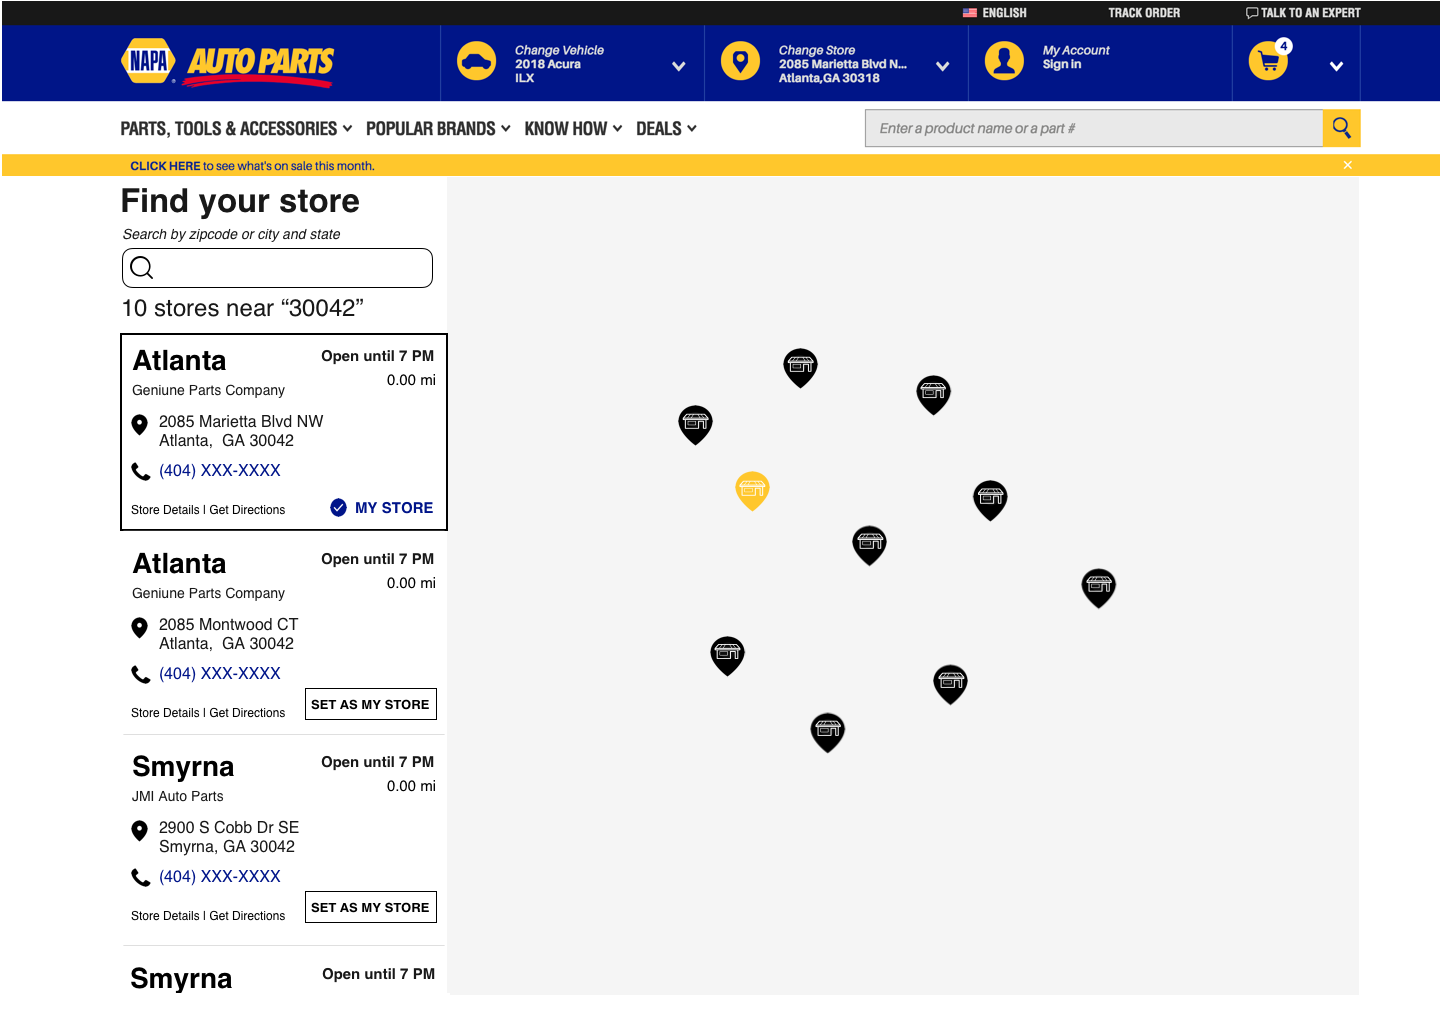 ENGLISH
TRACK ORDER
TALK TO AN EXPERT
NAPA AUTO PARTS
Change Vehicle
2018 Acura
ILX
Change Store
2085 Marietta Blvd N...
Atlanta,GA 30318
My Account
Sign in
4
PARTS, TOOLS & ACCESSORIES
POPULAR BRANDS
KNOW HOW
DEALS
Enter a product name or a part #
CLICK HERE to see what's on sale this month.
Find your store
Search by zipcode or city and state
10 stores near “30042”
Atlanta
Open until 7 PM
Geniune Parts Company
0.00 mi
2085 Marietta Blvd NW
Atlanta, GA 30042
(404) XXX-XXXX
Store Details | Get Directions
MY STORE
Atlanta
Open until 7 PM
Geniune Parts Company
0.00 mi
2085 Montwood CT
Atlanta, GA 30042
(404) XXX-XXXX
Store Details | Get Directions
SET AS MY STORE
Smyrna
Open until 7 PM
JMI Auto Parts
0.00 mi
2900 S Cobb Dr SE
Smyrna, GA 30042
(404) XXX-XXXX
Store Details | Get Directions
SET AS MY STORE
Smyrna
Open until 7 PM